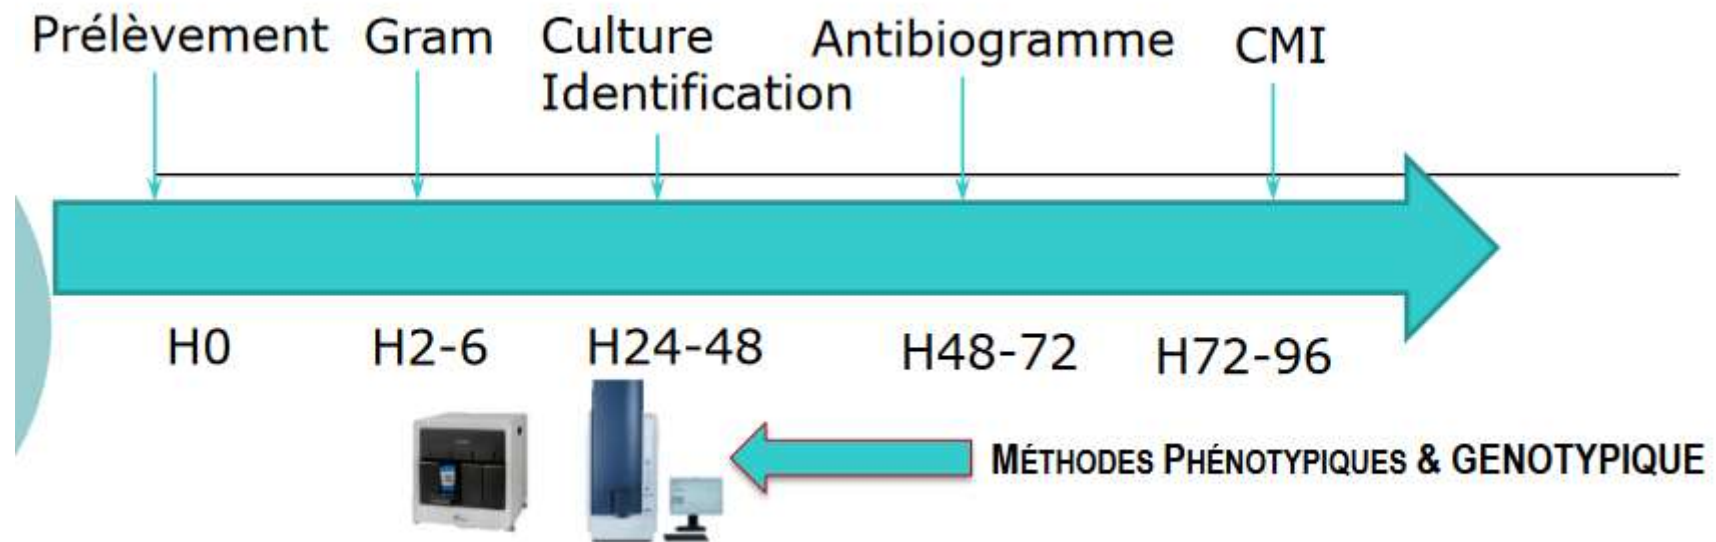 Prélèvement
Gram
Culture
Identification
Antibiogramme
CMI
H0
H2-6
H24-48
H48-72
H72-96
MÉTHODES PHÉNOTYPIQUES & GENOTYPIQUE